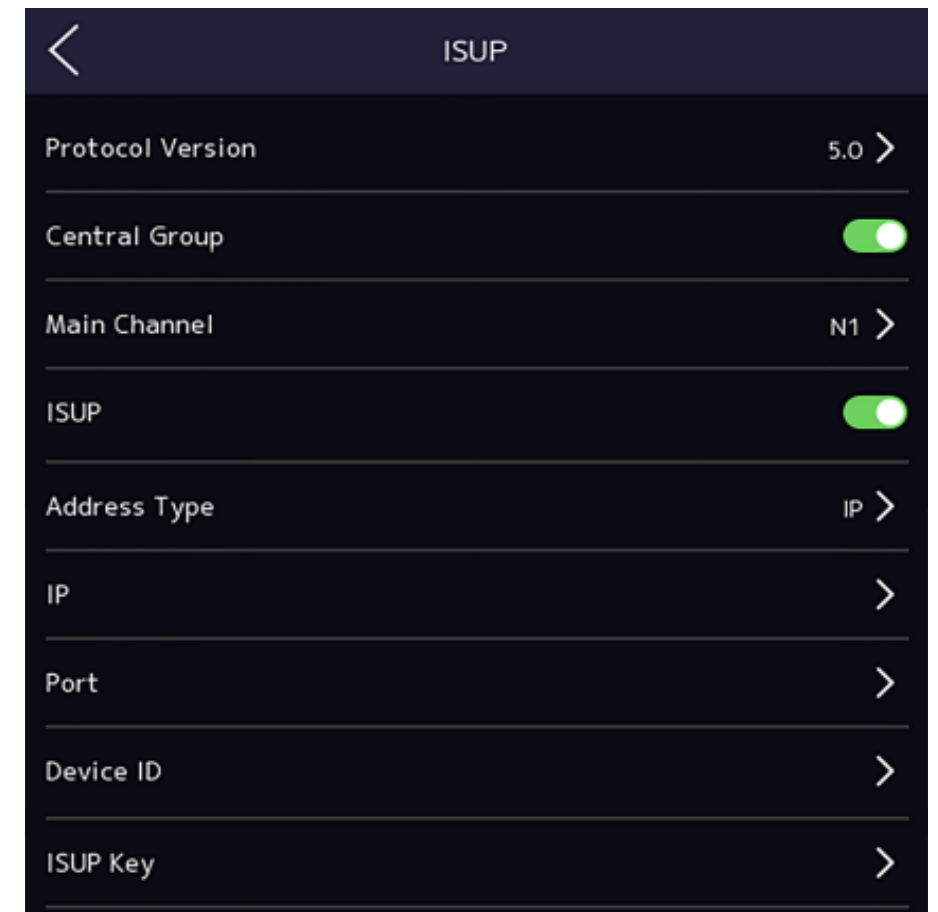 ISUP
Protocol Version 5.0
Central Group
Main Channel N1
ISUP
Address Type IP
IP
Port
Device ID
ISUP Key